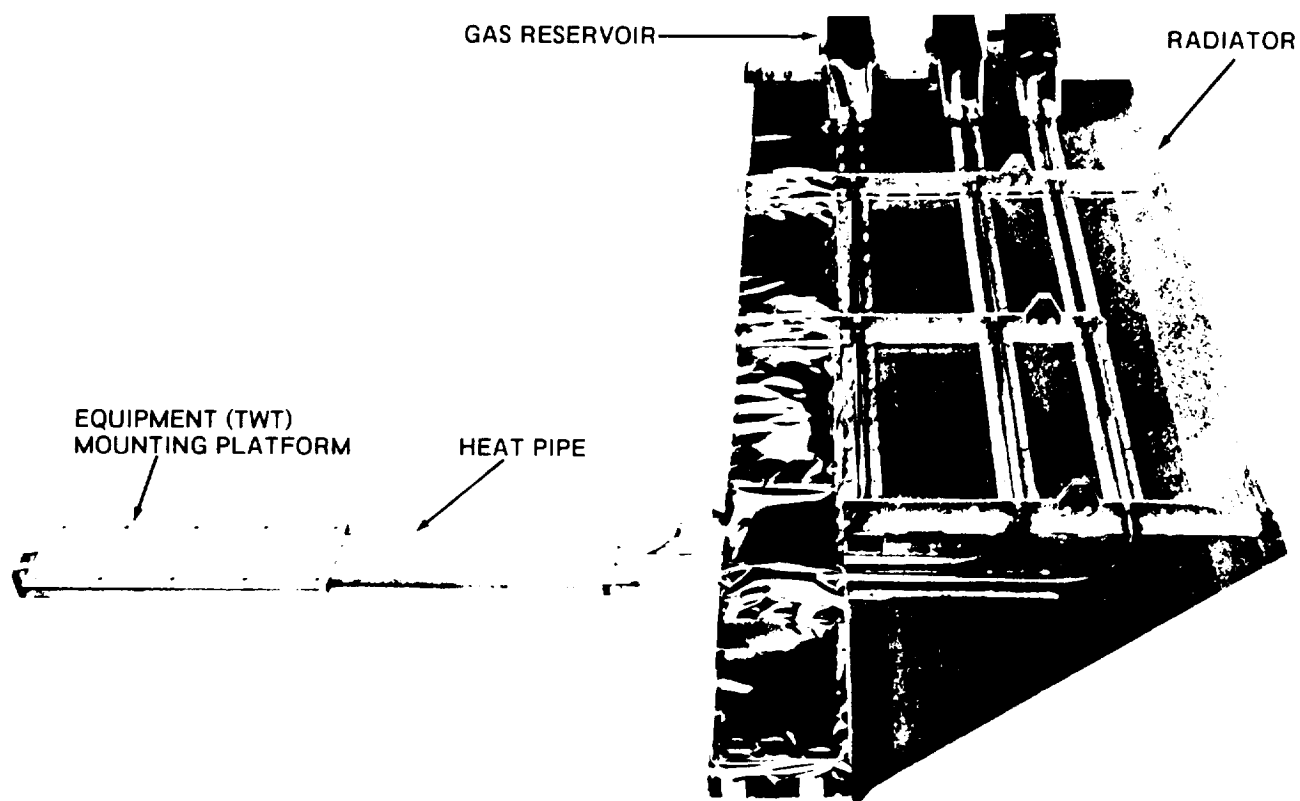 GAS RESERVOIR
RADIATOR
EQUIPMENT (TWT)
MOUNTING PLATFORM
HEAT PIPE